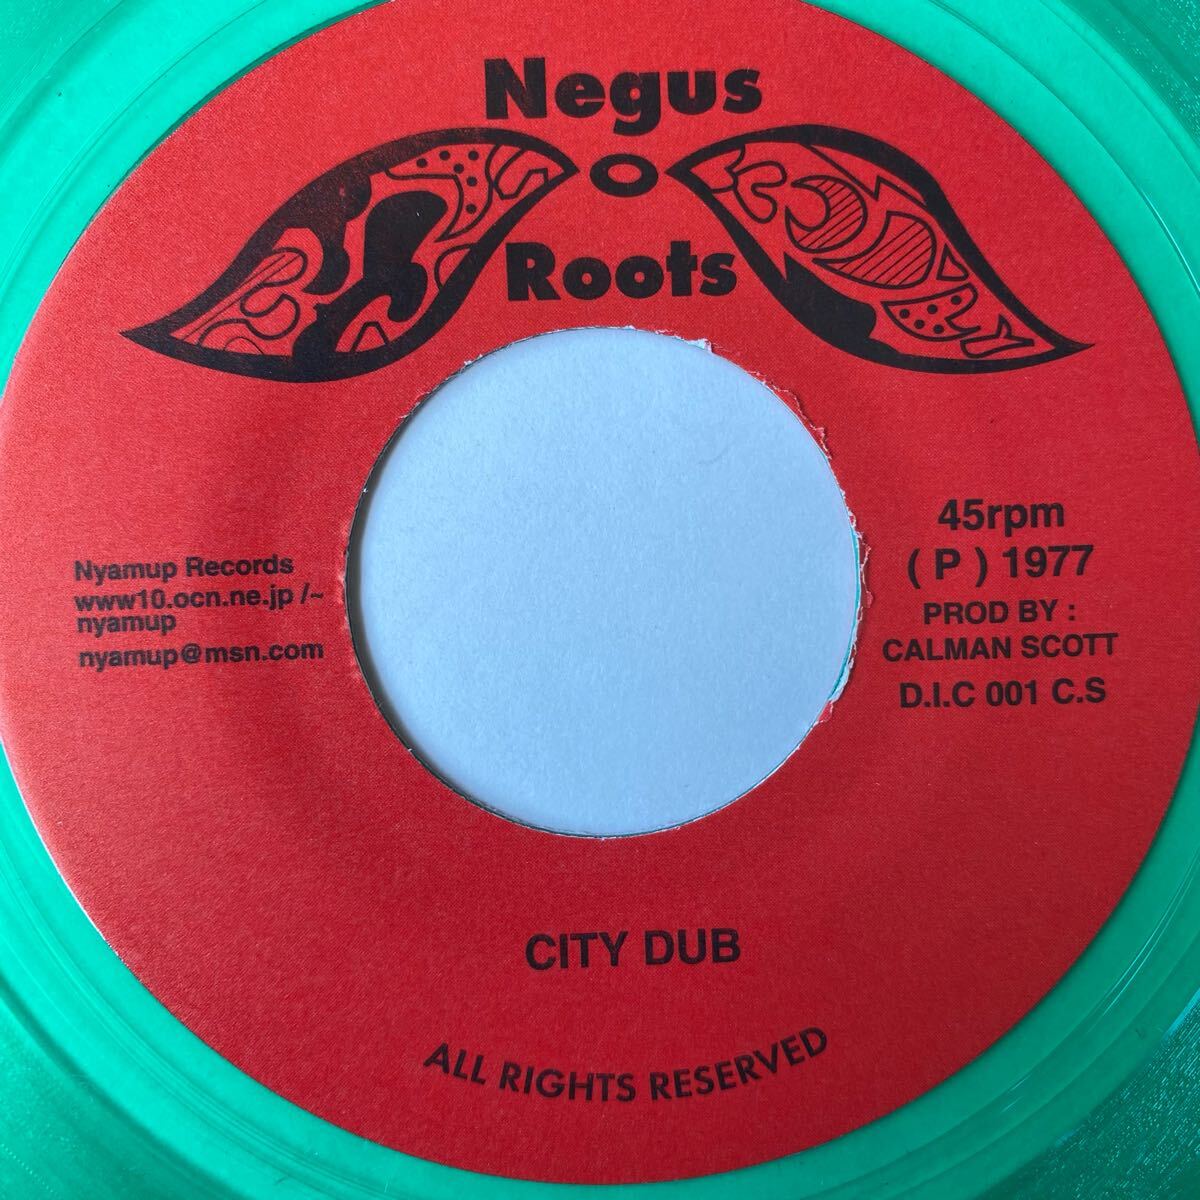 Negus
Roots
Nyamup Records
www10.ocn.ne.jp /~
nyamup
nyamup@msn.com
45rpm
( P ) 1977
PROD BY :
CALMAN SCOTT
D.I.C 001 C.S
CITY DUB
ALL RIGHTS RESERVED